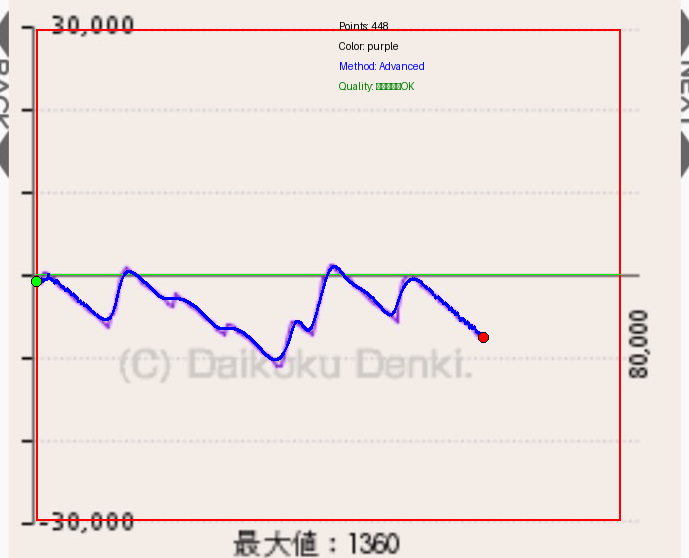 30,000
Points: 448
Color: purple
Method: Advanced
Quality: OK
BACK
NEXT
80,000
(C) Daikoku Denki.
-30,000
最大値：1360